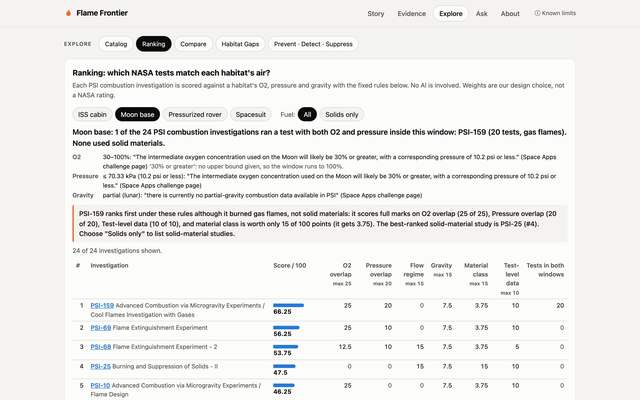 Flame Frontier
Story Evidence Explore Ask About Known limits
EXPLORE Catalog Ranking Compare Habitat Gaps Prevent · Detect · Suppress
Ranking: which NASA tests match each habitat's air?
Each PSI combustion investigation is scored against a habitat's O2, pressure and gravity with the fixed rules below. No AI is involved. Weights are our design choice, not
a NASA rating.
ISS cabin Moon base Pressurized rover Spacesuit Fuel: All Solids only
Moon base: 1 of the 24 PSI combustion investigations ran a test with both O2 and pressure inside this window: PSI-159 (20 tests, gas flames).
None used solid materials.
O2 30–100%: "The intermediate oxygen concentration used on the Moon will likely be 30% or greater, with a corresponding pressure of 10.2 psi or less." (Space Apps
challenge page) "30% or greater": no upper bound given, so the window runs to 100%.
Pressure ≤ 70.33 kPa (10.2 psi or less): "The intermediate oxygen concentration used on the Moon will likely be 30% or greater, with a corresponding pressure of 10.2 psi or
less." (Space Apps challenge page)
Gravity partial (lunar): "there is currently no partial-gravity combustion data available in PSI" (Space Apps challenge page)
PSI-159 ranks first under these rules although it burned gas flames, not solid materials: it scores full marks on O2 overlap (25 of 25), Pressure overlap (20
of 20), Test-level data (10 of 10), and material class is worth only 15 of 100 points (it gets 3.75). The best-ranked solid-material study is PSI-25 (#4).
Choose "Solids only" to list solid-material studies.
24 of 24 investigations shown.
# Investigation Score / 100 O2 overlap max 25 Pressure overlap max 20 Flow regime max 15 Gravity max 15 Material class max 15 Test-level data max 10 Tests in both windows
1 PSI-159 Advanced Combustion via Microgravity Experiments / Cool Flames Investigation with Gases 66.25 25 20 0 7.5 3.75 10 20
2 PSI-69 Flame Extinguishment Experiment 56.25 25 10 0 7.5 3.75 10 0
3 PSI-68 Flame Extinguishment Experiment - 2 53.75 12.5 10 15 7.5 3.75 5 0
4 PSI-25 Burning and Suppression of Solids - II 47.5 0 0 15 7.5 15 10 0
5 PSI-10 Advanced Combustion via Microgravity Experiments / Flame Design 46.25 25 0 0 7.5 3.75 10 0